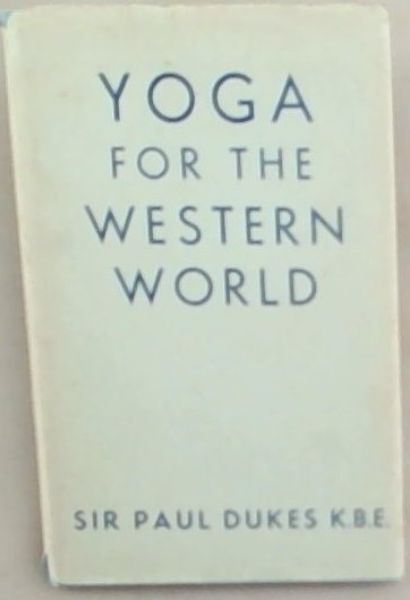 YOGA
FOR THE
WESTERN
WORLD
SIR PAUL DUKES K.B.E.